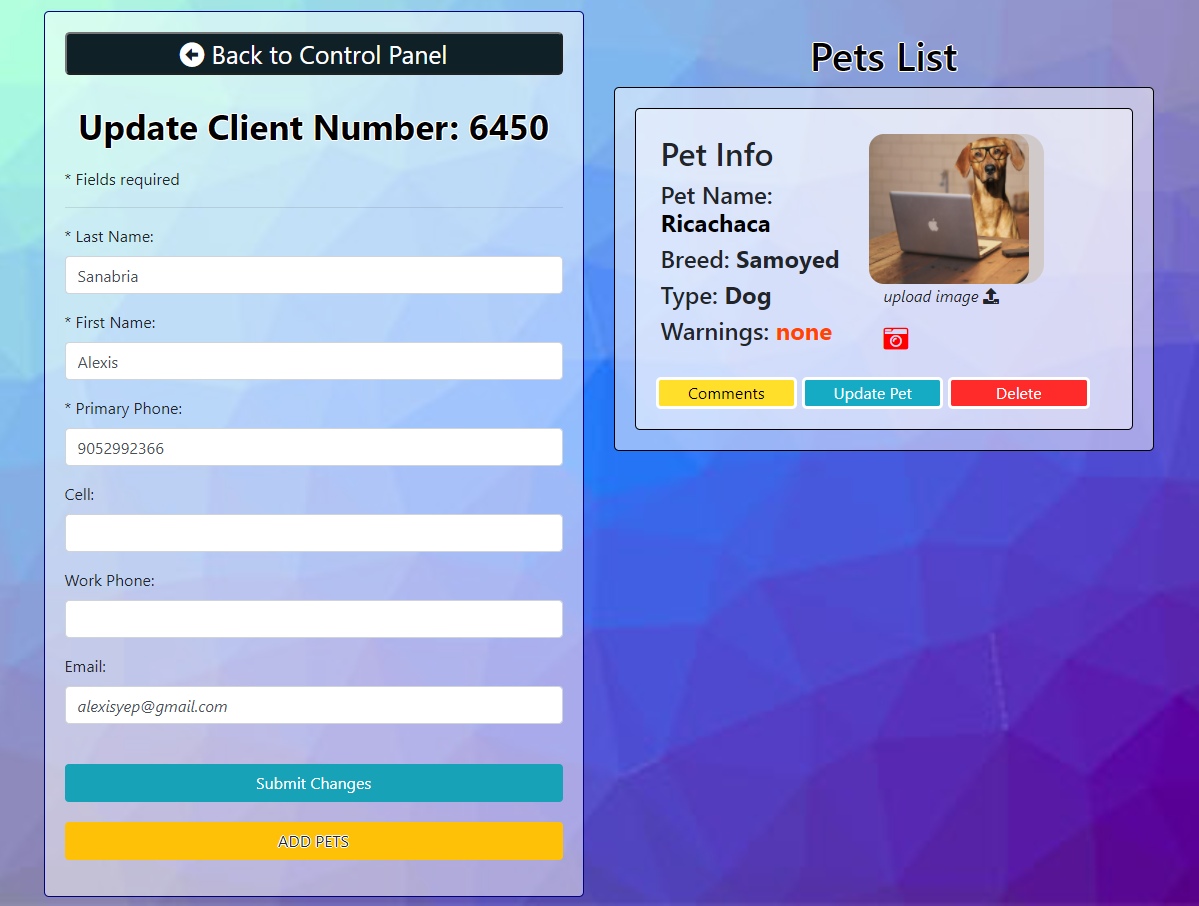 Back to Control Panel
Update Client Number: 6450
* Fields required
* Last Name:
Sanabria
* First Name:
Alexis
* Primary Phone:
9052992366
Cell:
Work Phone:
Email:
alexisyep@gmail.com
Submit Changes
ADD PETS
Pets List
Pet Info
Pet Name:
Ricachaca
Breed: Samoyed
Type: Dog
Warnings: none
upload image
Comments
Update Pet
Delete